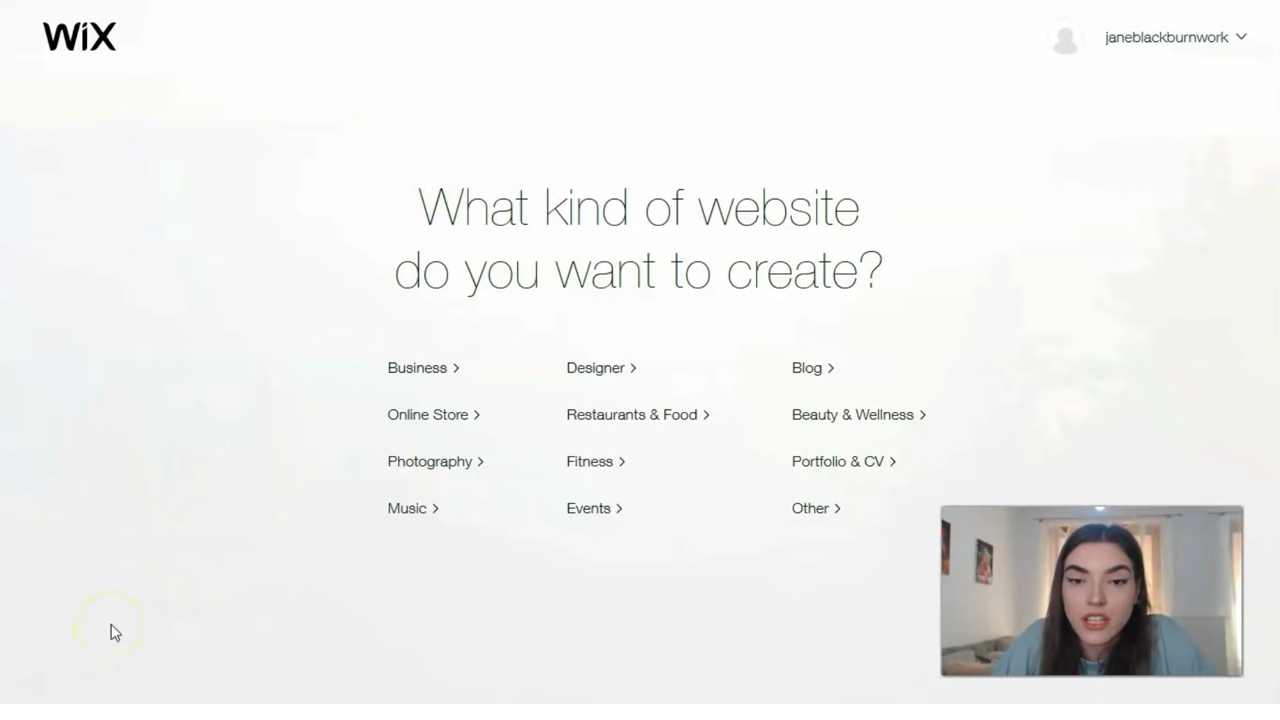 WiX
janeblackburnwork
What kind of website
do you want to create?
Business >
Designer >
Blog >
Online Store >
Restaurants & Food >
Beauty & Wellness >
Photography >
Fitness >
Portfolio & CV >
Music >
Events >
Other >